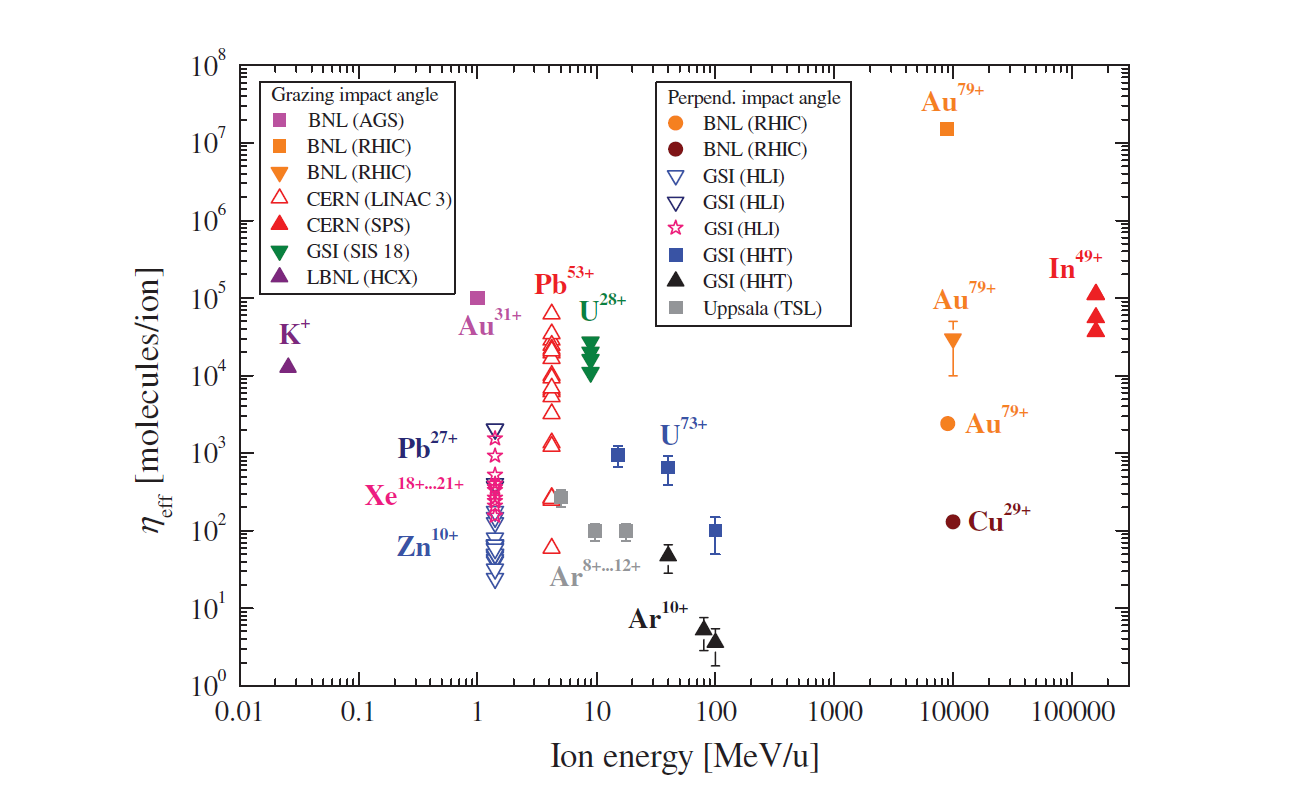 10^8
10^7
10^6
10^5
10^4
10^3
10^2
10^1
10^0
η_eff [molecules/ion]
Grazing impact angle
BNL (AGS)
BNL (RHIC)
BNL (RHIC)
CERN (LINAC 3)
CERN (SPS)
GSI (SIS 18)
LBNL (HCX)
Perpend. impact angle
BNL (RHIC)
BNL (RHIC)
GSI (HLI)
GSI (HLI)
GSI (HLI)
GSI (HHT)
GSI (HHT)
Uppsala (TSL)
Au^79+
In^49+
Pb^53+
Au^79+
U^28+
Au^31+
K^+
Au^79+
U^73+
Pb^27+
Xe^18+...21+
Cu^29+
Zn^10+
Ar^8+...12+
Ar^10+
0.01 0.1 1 10 100 1000 10000 100000
Ion energy [MeV/u]